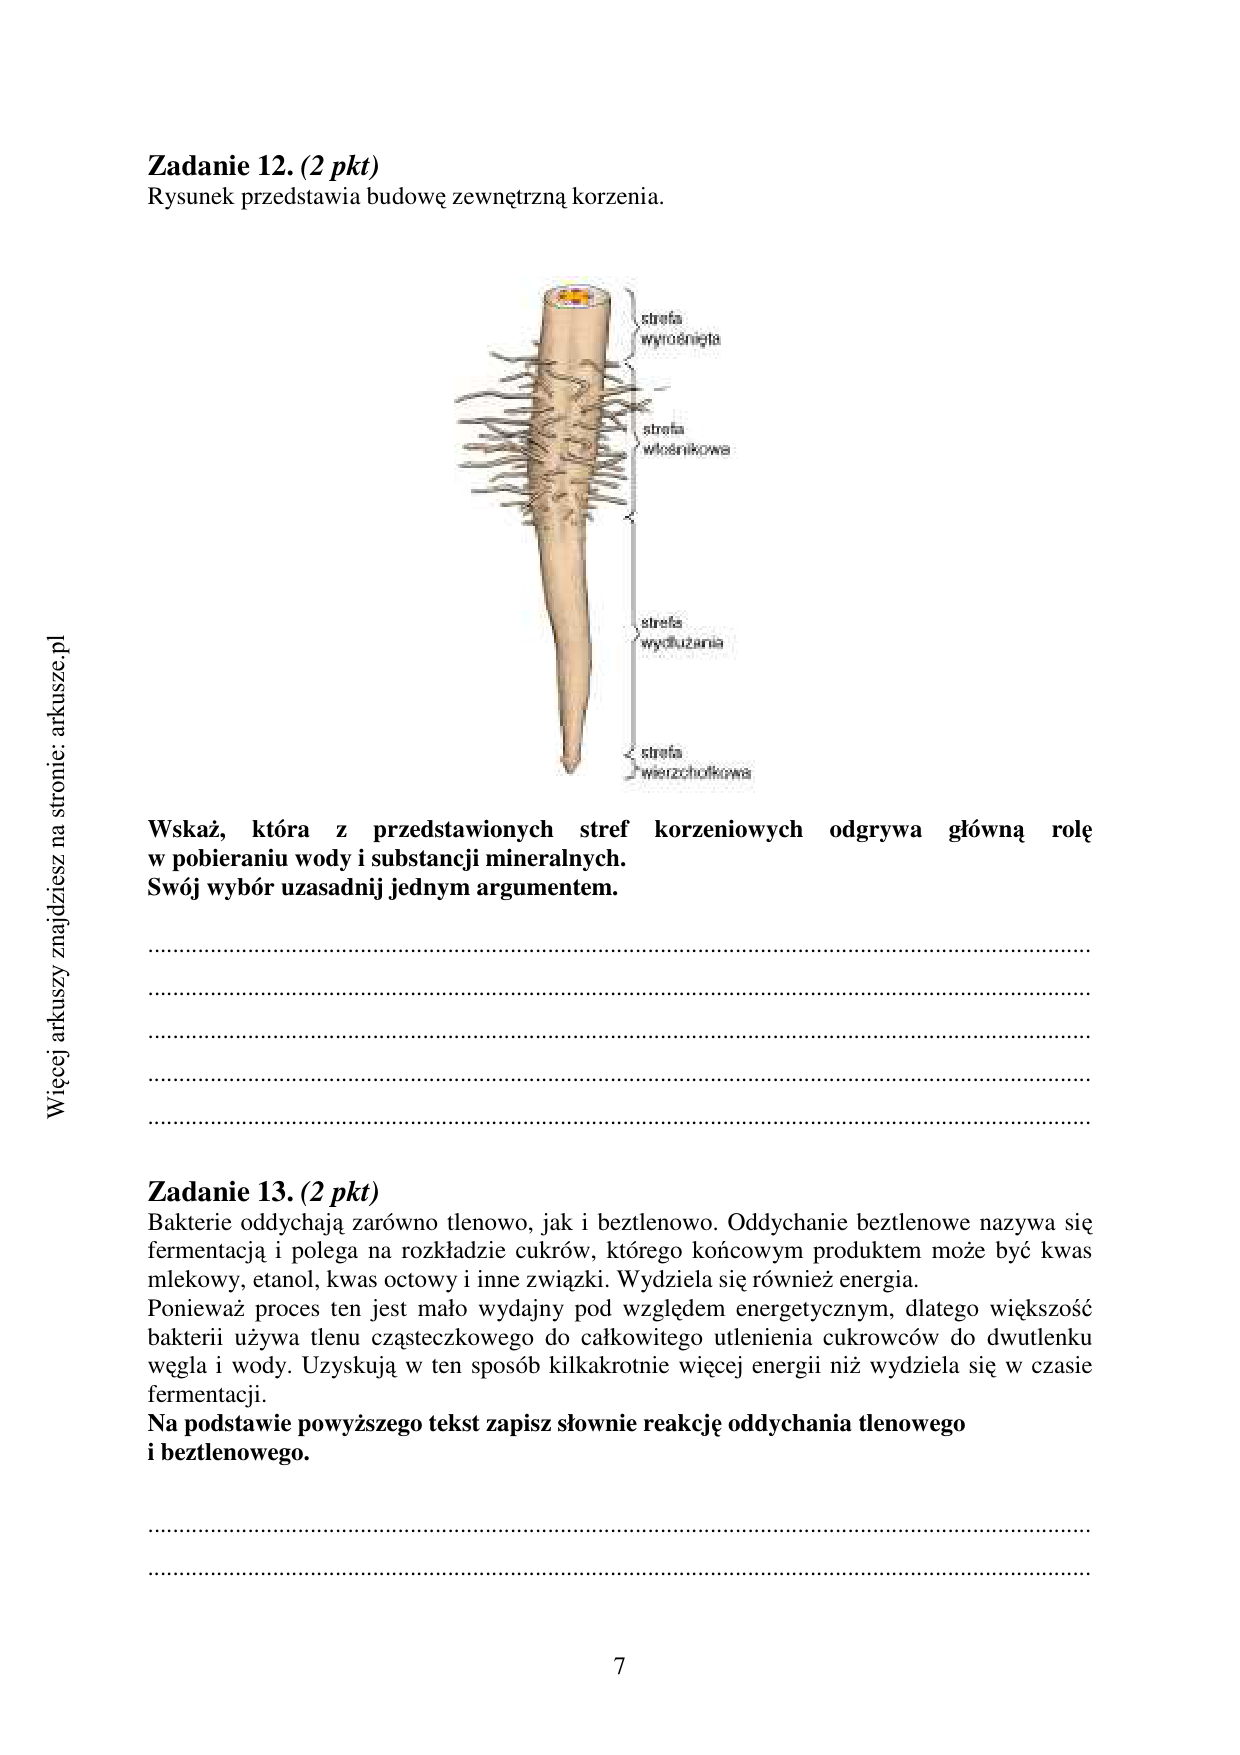 Zadanie 12. (2 pkt)
Rysunek przedstawia budowę zewnętrzną korzenia.
strefa
wyrośnięta
strefa
włośnikowa
strefa
wydłużania
strefa
wierzchołkowa
Wskaż, która z przedstawionych stref korzeniowych odgrywa główną rolę
w pobieraniu wody i substancji mineralnych.
Swój wybór uzasadnij jednym argumentem.
Zadanie 13. (2 pkt)
Bakterie oddychają zarówno tlenowo, jak i beztlenowo. Oddychanie beztlenowe nazywa się
fermentacją i polega na rozkładzie cukrów, którego końcowym produktem może być kwas
mlekowy, etanol, kwas octowy i inne związki. Wydziela się również energia.
Ponieważ proces ten jest mało wydajny pod względem energetycznym, dlatego większość
bakterii używa tlenu cząsteczkowego do całkowitego utlenienia cukrowców do dwutlenku
węgla i wody. Uzyskują w ten sposób kilkakrotnie więcej energii niż wydziela się w czasie
fermentacji.
Na podstawie powyższego tekst zapisz słownie reakcję oddychania tlenowego
i beztlenowego.
7
Więcej arkuszy znajdziesz na stronie: arkusze.pl